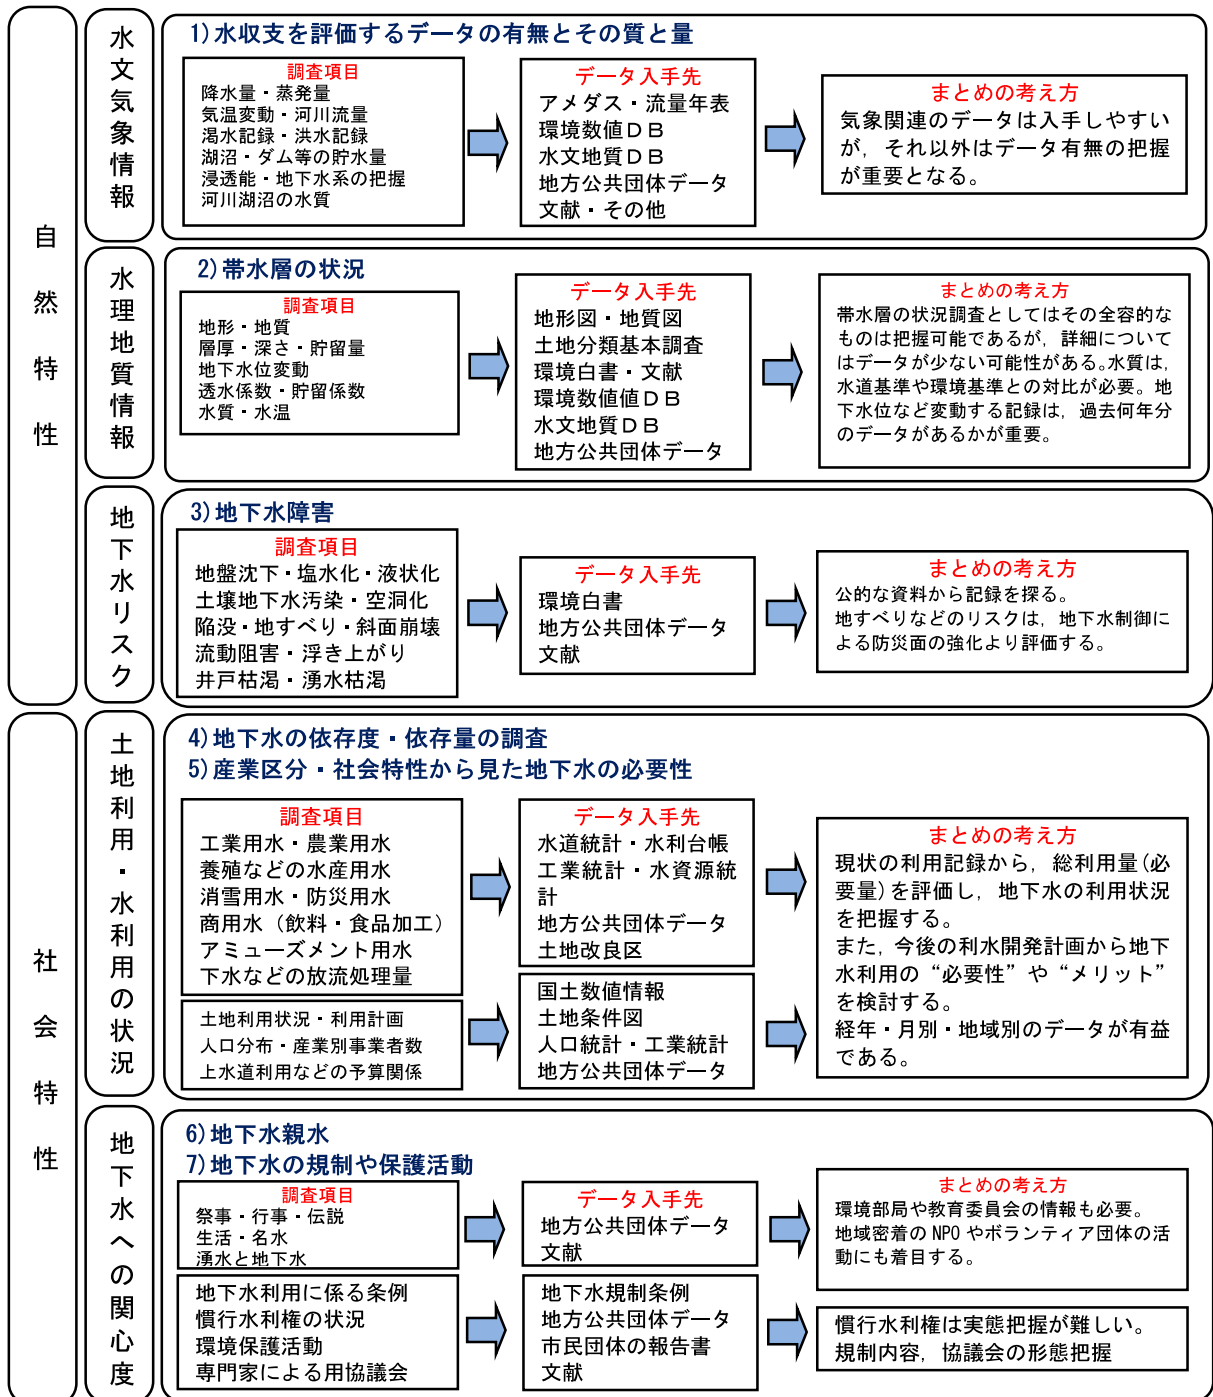 自然特性
水文気象情報
1)水収支を評価するデータの有無とその質と量
調査項目
降水量・蒸発量
気温変動・河川流量
渇水記録・洪水記録
湖沼・ダム等の貯水量
浸透能・地下水系の把握
河川湖沼の水質
データ入手先
アメダス・流量年表
環境数値ＤＢ
水文地質ＤＢ
地方公共団体データ
文献・その他
まとめの考え方
気象関連のデータは入手しやすい
が，それ以外はデータ有無の把握
が重要となる。
水理地質情報
2)帯水層の状況
調査項目
地形・地質
層厚・深さ・貯留量
地下水位変動
透水係数・貯留係数
水質・水温
データ入手先
地形図・地質図
土地分類基本調査
環境白書・文献
環境数値値ＤＢ
水文地質ＤＢ
地方公共団体データ
まとめの考え方
帯水層の状況調査としてはその全容的な
ものは把握可能であるが，詳細について
はデータが少ない可能性がある。水質は，
水道基準や環境基準との対比が必要。地
下水位など変動する記録は，過去何年分
のデータがあるかが重要。
地下水リスク
3)地下水障害
調査項目
地盤沈下・塩水化・液状化
土壌地下水汚染・空洞化
陥没・地すべり・斜面崩壊
流動阻害・浮き上がり
井戸枯渇・湧水枯渇
データ入手先
環境白書
地方公共団体データ
文献
まとめの考え方
公的な資料から記録を探る。
地すべりなどのリスクは，地下水制御に
よる防災面の強化より評価する。
社会特性
土地利用・水利用の状況
4)地下水の依存度・依存量の調査
5)産業区分・社会特性から見た地下水の必要性
調査項目
工業用水・農業用水
養殖などの水産用水
消雪用水・防災用水
商用水（飲料・食品加工）
アミューズメント用水
下水などの放流処理量
データ入手先
水道統計・水利台帳
工業統計・水資源統
計
地方公共団体データ
土地改良区
土地利用状況・利用計画
人口分布・産業別事業者数
上水道利用などの予算関係
国土数値情報
土地条件図
人口統計・工業統計
地方公共団体データ
まとめの考え方
現状の利用記録から，総利用量(必
要量)を評価し，地下水の利用状況
を把握する。
また，今後の利水開発計画から地下
水利用の“必要性”や“メリット”
を検討する。
経年・月別・地域別のデータが有益
である。
地下水への関心度
6)地下水親水
7)地下水の規制や保護活動
調査項目
祭事・行事・伝説
生活・名水
湧水と地下水
データ入手先
地方公共団体データ
文献
まとめの考え方
環境部局や教育委員会の情報も必要。
地域密着の NPO やボランティア団体の活
動にも着目する。
地下水利用に係る条例
慣行水利権の状況
環境保護活動
専門家による用協議会
地下水規制条例
地方公共団体データ
市民団体の報告書
文献
慣行水利権は実態把握が難しい。
規制内容，協議会の形態把握